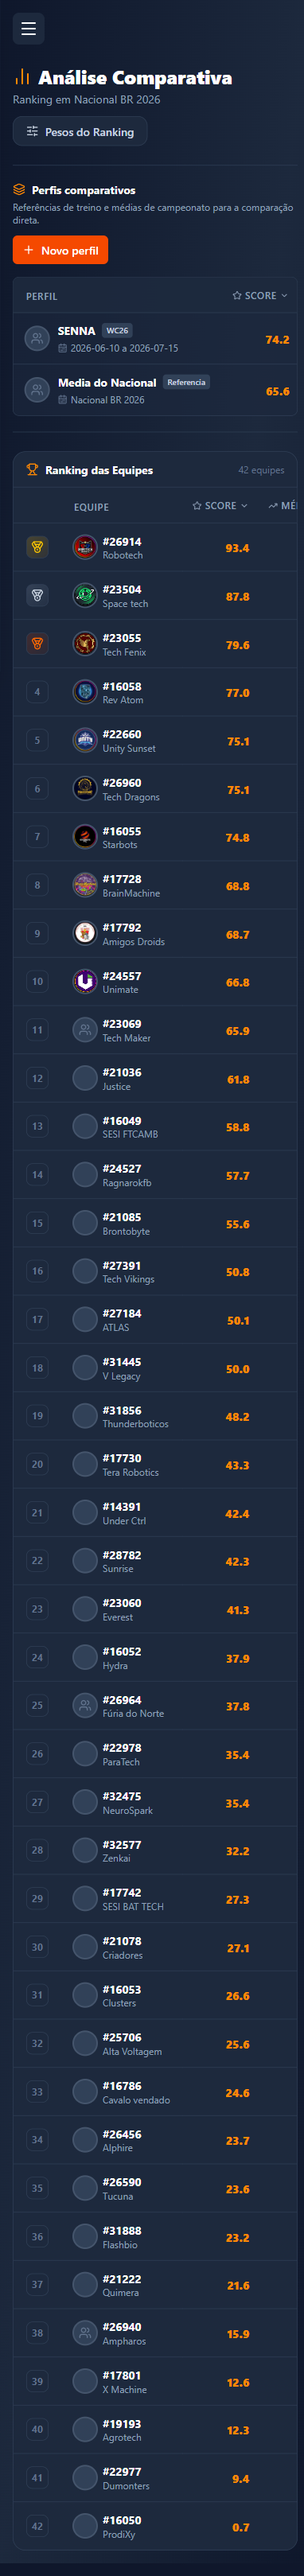 Análise Comparativa
Ranking em Nacional BR 2026
Pesos do Ranking
Perfis comparativos
Referências de treino e médias de campeonato para a comparação
direta.
+ Novo perfil
PERFIL SCORE
SENNA WC26
2026-06-10 a 2026-07-15
74.2
Media do Nacional Referencia
Nacional BR 2026
65.6
Ranking das Equipes 42 equipes
EQUIPE SCORE MÉ
#26914
Robotech
93.4
#23504
Space tech
87.8
#23055
Tech Fenix
79.6
4 #16058
Rev Atom
77.0
5 #22660
Unity Sunset
75.1
6 #26960
Tech Dragons
75.1
7 #16055
Starbots
74.8
8 #17728
BrainMachine
68.8
9 #17792
Amigos Droids
68.7
10 #24557
Unimate
66.8
11 #23069
Tech Maker
65.9
12 #21036
Justice
61.8
13 #16049
SESI FTCAMB
58.8
14 #24527
Ragnarokfb
57.7
15 #21085
Brontobyte
55.6
16 #27391
Tech Vikings
50.8
17 #27184
ATLAS
50.1
18 #31445
V Legacy
50.0
19 #31856
Thunderboticos
48.2
20 #17730
Tera Robotics
43.3
21 #14391
Under Ctrl
42.4
22 #28782
Sunrise
42.3
23 #23060
Everest
41.3
24 #16052
Hydra
37.9
25 #26964
Fúria do Norte
37.8
26 #22978
ParaTech
35.4
27 #32475
NeuroSpark
35.4
28 #32577
Zenkai
32.2
29 #17742
SESI BAT TECH
27.3
30 #21078
Criadores
27.1
31 #16053
Clusters
26.6
32 #25706
Alta Voltagem
25.6
33 #16786
Cavalo vendado
24.6
34 #26456
Alphire
23.7
35 #26590
Tucuna
23.6
36 #31888
Flashbio
23.2
37 #21222
Quimera
21.6
38 #26940
Ampharos
15.9
39 #17801
X Machine
12.6
40 #19193
Agrotech
12.3
41 #22977
Dumonters
9.4
42 #16050
ProdiXy
0.7